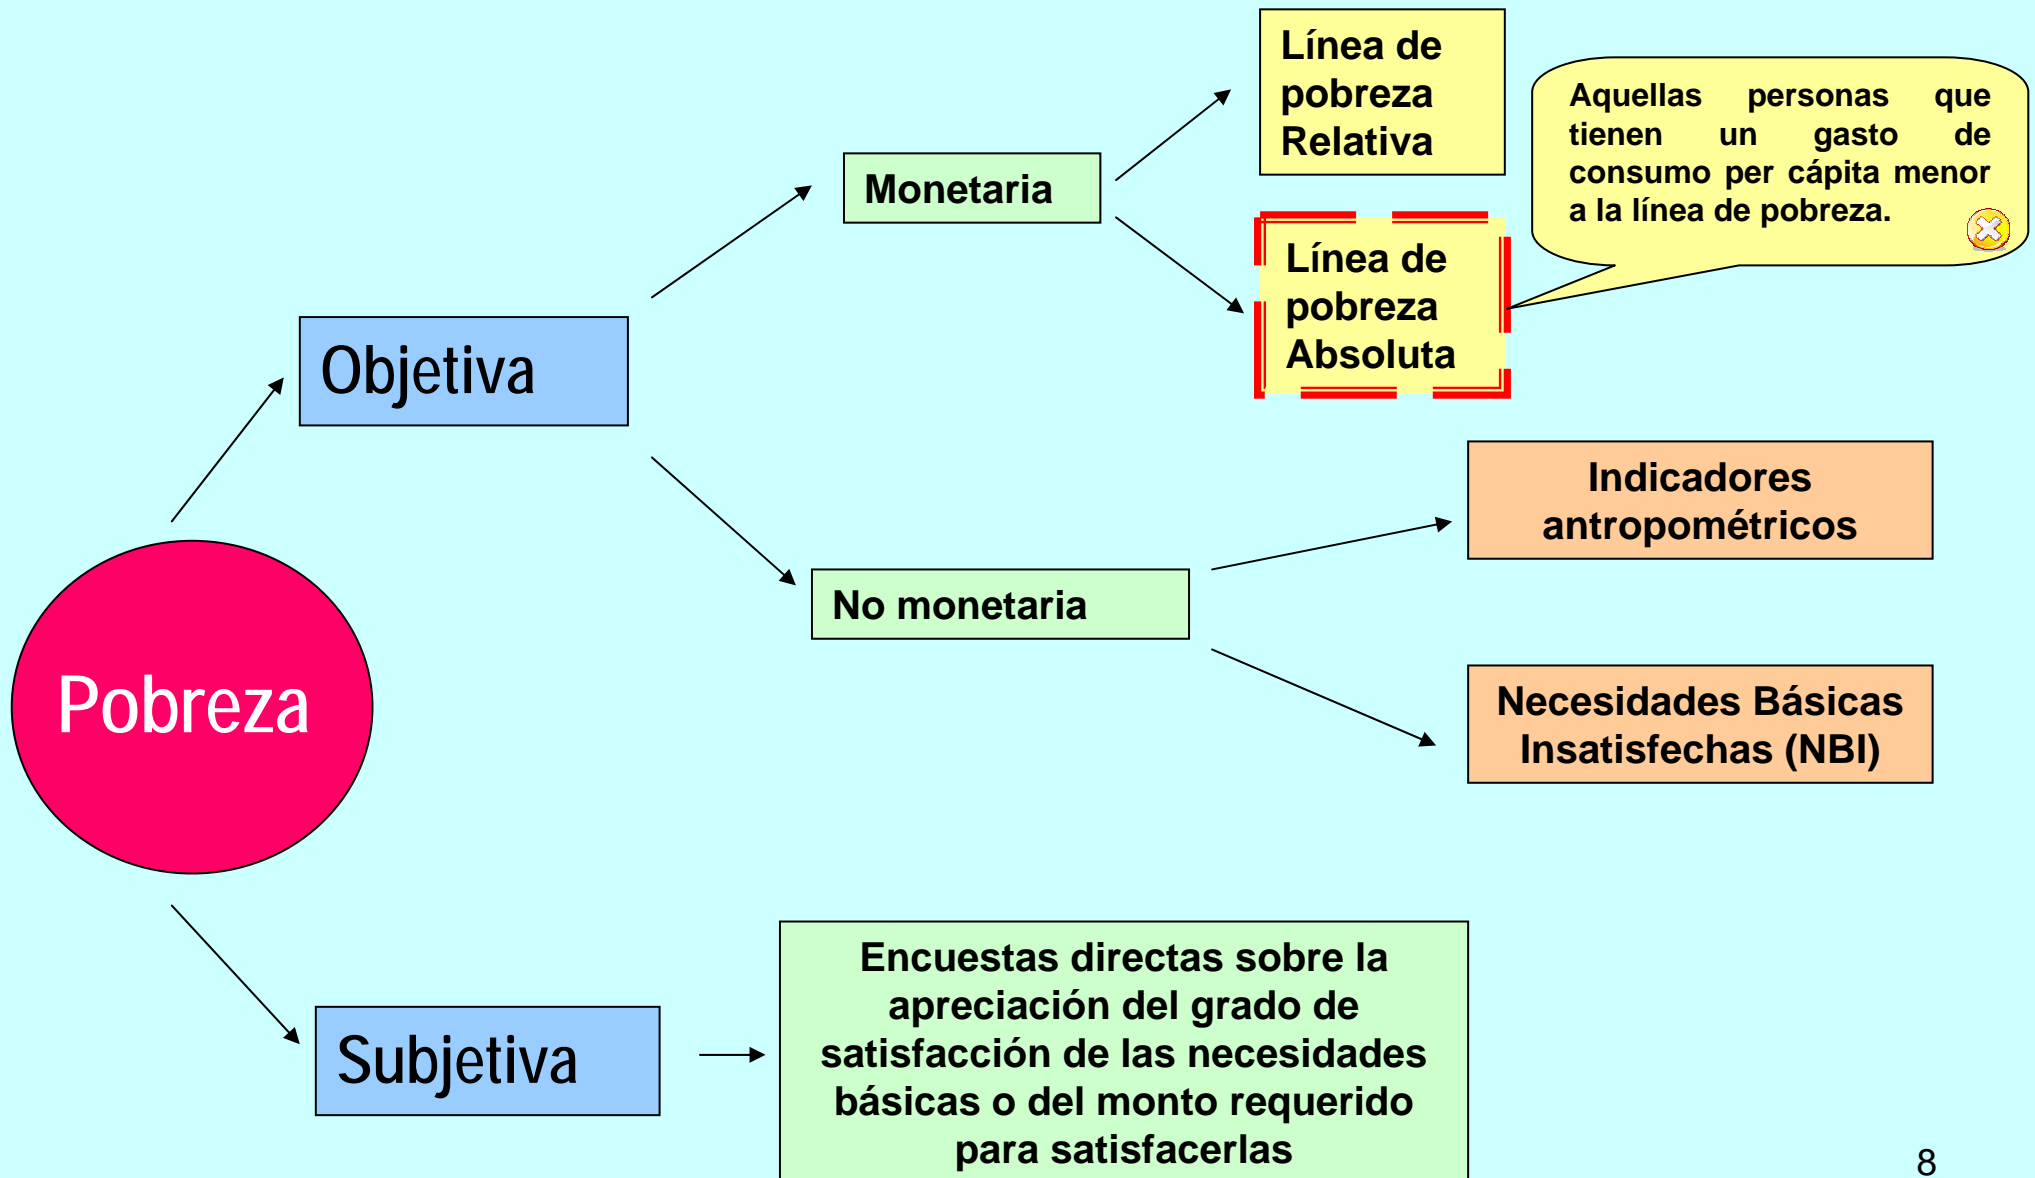 Línea de
pobreza
Relativa
Aquellas personas que
tienen un gasto de
consumo per cápita menor
a la línea de pobreza.
Monetaria
Línea de
pobreza
Absoluta
Objetiva
Indicadores
antropométricos
No monetaria
Pobreza
Necesidades Básicas
Insatisfechas (NBI)
Subjetiva
Encuestas directas sobre la
apreciación del grado de
satisfacción de las necesidades
básicas o del monto requerido
para satisfacerlas
8